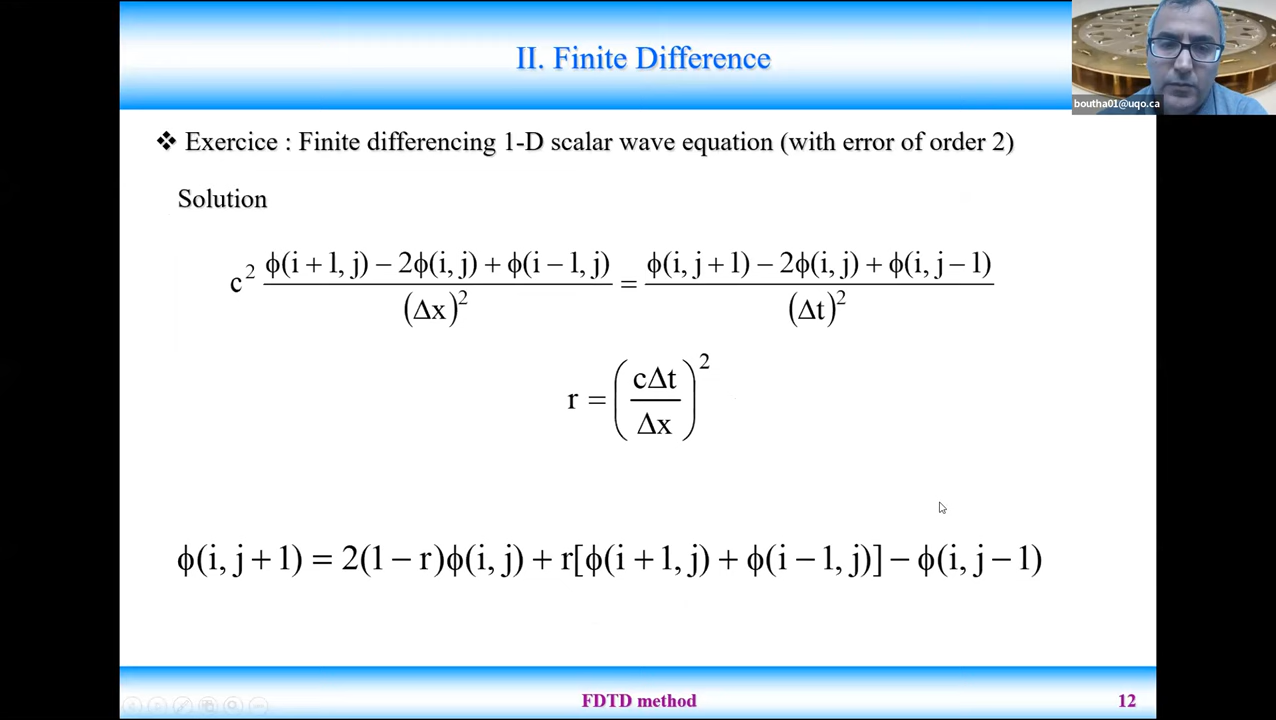 II. Finite Difference
boutha01@uqo.ca
❖ Exercice : Finite differencing 1-D scalar wave equation (with error of order 2)
Solution
c² (ϕ(i+1, j) − 2ϕ(i, j) + ϕ(i−1, j)) / (Δx)² = (ϕ(i, j+1) − 2ϕ(i, j) + ϕ(i, j−1)) / (Δt)²
r = (cΔt / Δx)²
ϕ(i, j+1) = 2(1−r)ϕ(i, j) + r[ϕ(i+1, j) + ϕ(i−1, j)] − ϕ(i, j−1)
FDTD method
12